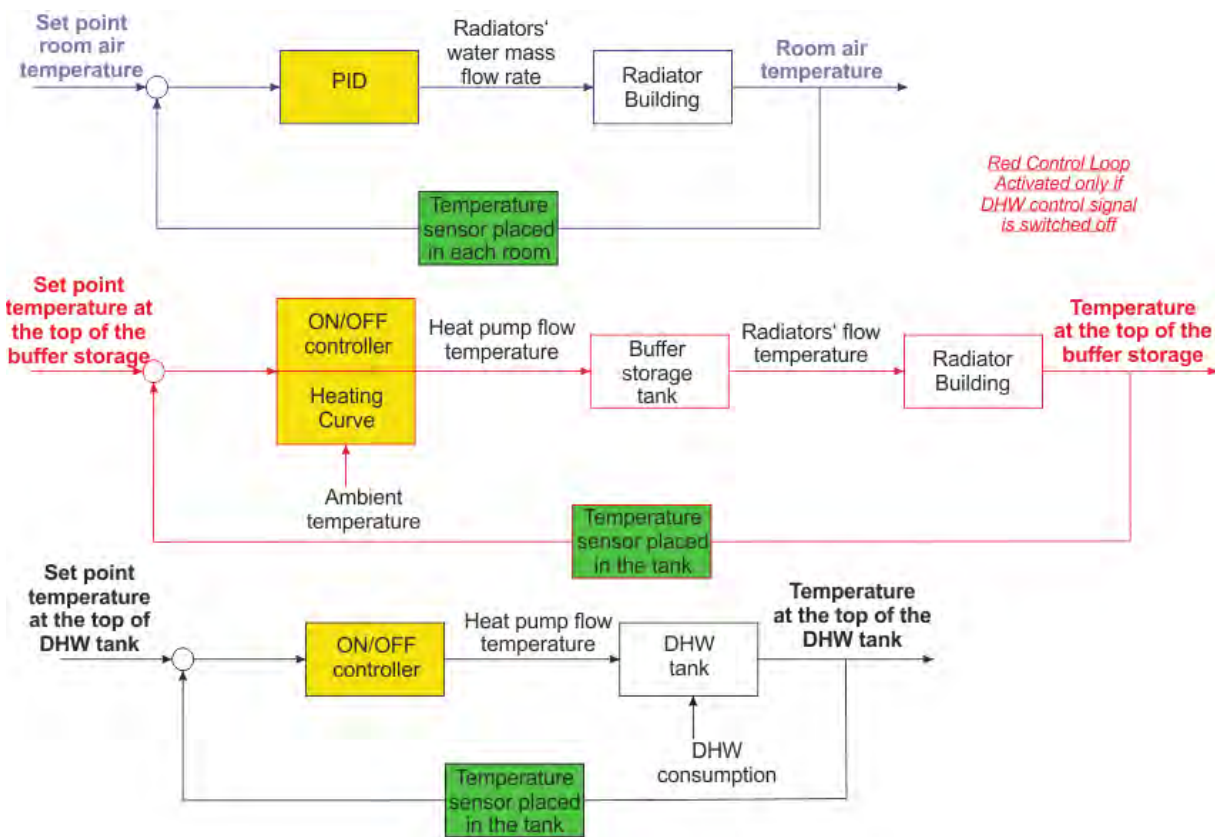 Set point
room air
temperature
PID
Radiators‘
water mass
flow rate
Radiator
Building
Room air
temperature
Temperature
sensor placed
in each room
Red Control Loop
Activated only if
DHW control signal
is switched off
Set point
temperature at
the top of the
buffer storage
ON/OFF
controller
Heating
Curve
Ambient
temperature
Heat pump flow
temperature
Buffer
storage
tank
Radiators‘ flow
temperature
Radiator
Building
Temperature
at the top of the
buffer storage
Temperature
sensor placed
in the tank
Set point
temperature
at the top of
DHW tank
ON/OFF
controller
Heat pump flow
temperature
DHW
tank
DHW
consumption
Temperature
at the top of the
DHW tank
Temperature
sensor placed
in the tank